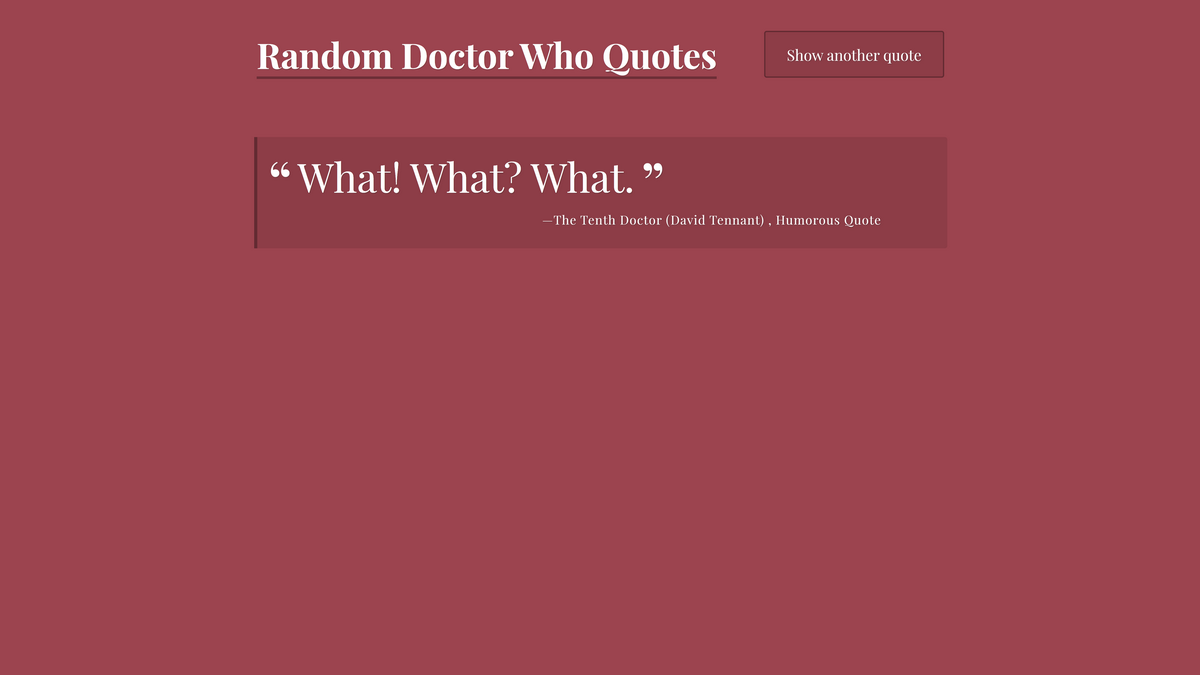 Random Doctor Who Quotes
Show another quote
“ What! What? What. ”
—The Tenth Doctor (David Tennant) , Humorous Quote